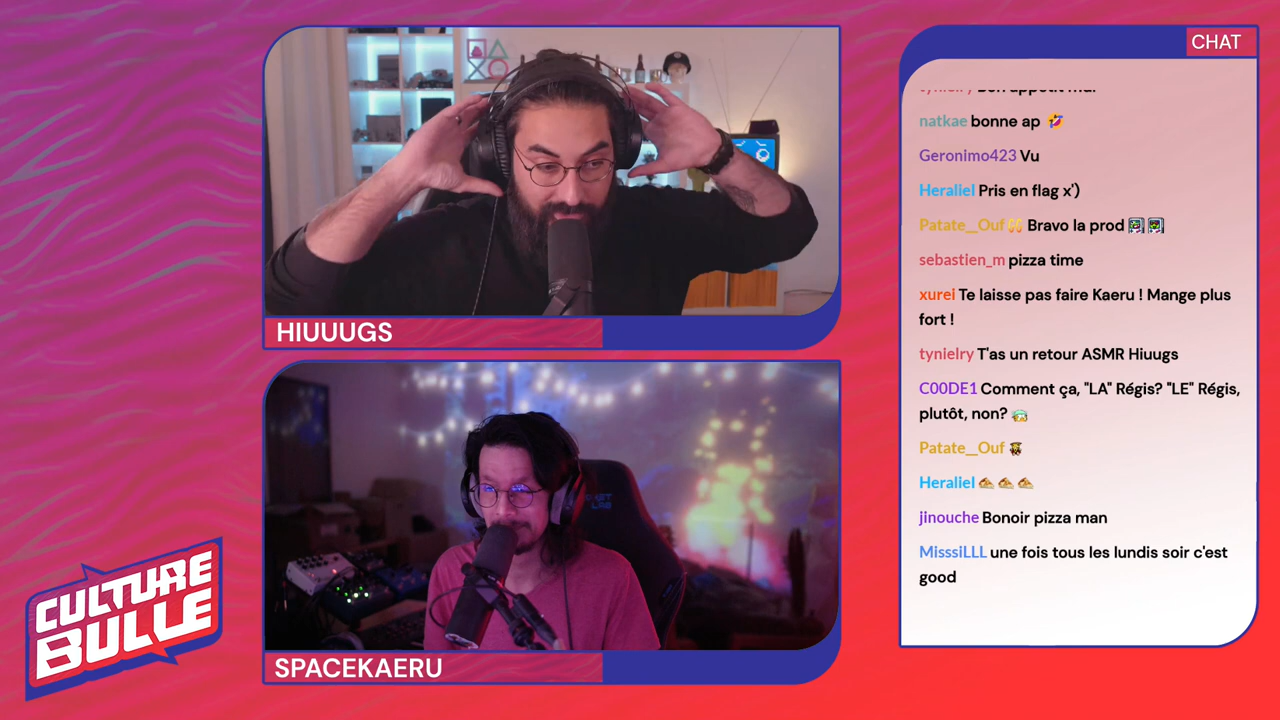 CHAT
natkae bonne ap 🤣
Geronimo423 Vu
Heraliel Pris en flag x')
Patate__Ouf 🙌 Bravo la prod
sebastien_m pizza time
xurei Te laisse pas faire Kaeru ! Mange plus
fort !
tynielry T'as un retour ASMR Hiuugs
C00DE1 Comment ça, "LA" Régis? "LE" Régis,
plutôt, non?
Patate__Ouf
Heraliel
jinouche Bonoir pizza man
MisssiLLL une fois tous les lundis soir c'est
good
HIUUUGS
SPACEKAERU
CULTURE
BULLE